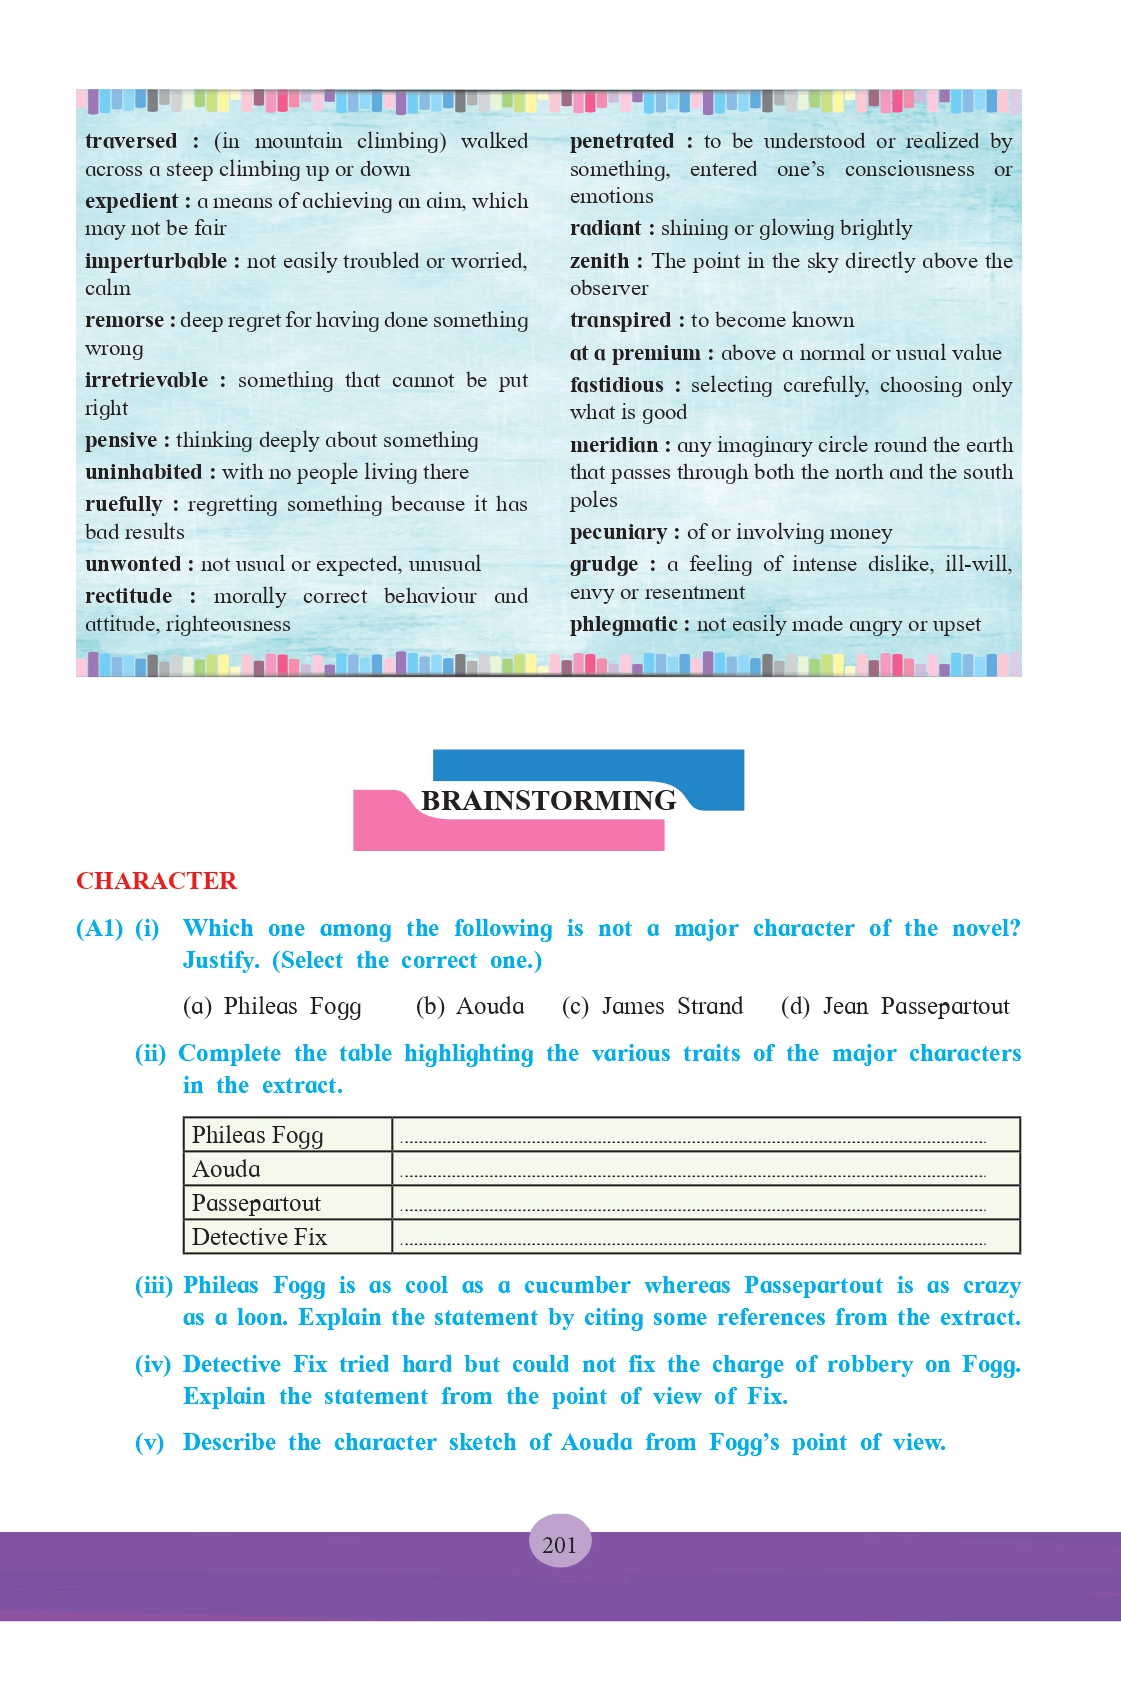 traversed : (in mountain climbing) walked
across a steep climbing up or down
expedient : a means of achieving an aim, which
may not be fair
imperturbable : not easily troubled or worried,
calm
remorse : deep regret for having done something
wrong
irretrievable : something that cannot be put
right
pensive : thinking deeply about something
uninhabited : with no people living there
ruefully : regretting something because it has
bad results
unwonted : not usual or expected, unusual
rectitude : morally correct behaviour and
attitude, righteousness
penetrated : to be understood or realized by
something, entered one's consciousness or
emotions
radiant : shining or glowing brightly
zenith : The point in the sky directly above the
observer
transpired : to become known
at a premium : above a normal or usual value
fastidious : selecting carefully, choosing only
what is good
meridian : any imaginary circle round the earth
that passes through both the north and the south
poles
pecuniary : of or involving money
grudge : a feeling of intense dislike, ill-will,
envy or resentment
phlegmatic : not easily made angry or upset
BRAINSTORMING
CHARACTER
(A1) (i) Which one among the following is not a major character of the novel?
Justify. (Select the correct one.)
(a) Phileas Fogg (b) Aouda (c) James Strand (d) Jean Passepartout
(ii) Complete the table highlighting the various traits of the major characters
in the extract.
Phileas Fogg
Aouda
Passepartout
Detective Fix
(iii) Phileas Fogg is as cool as a cucumber whereas Passepartout is as crazy
as a loon. Explain the statement by citing some references from the extract.
(iv) Detective Fix tried hard but could not fix the charge of robbery on Fogg.
Explain the statement from the point of view of Fix.
(v) Describe the character sketch of Aouda from Fogg's point of view.
201